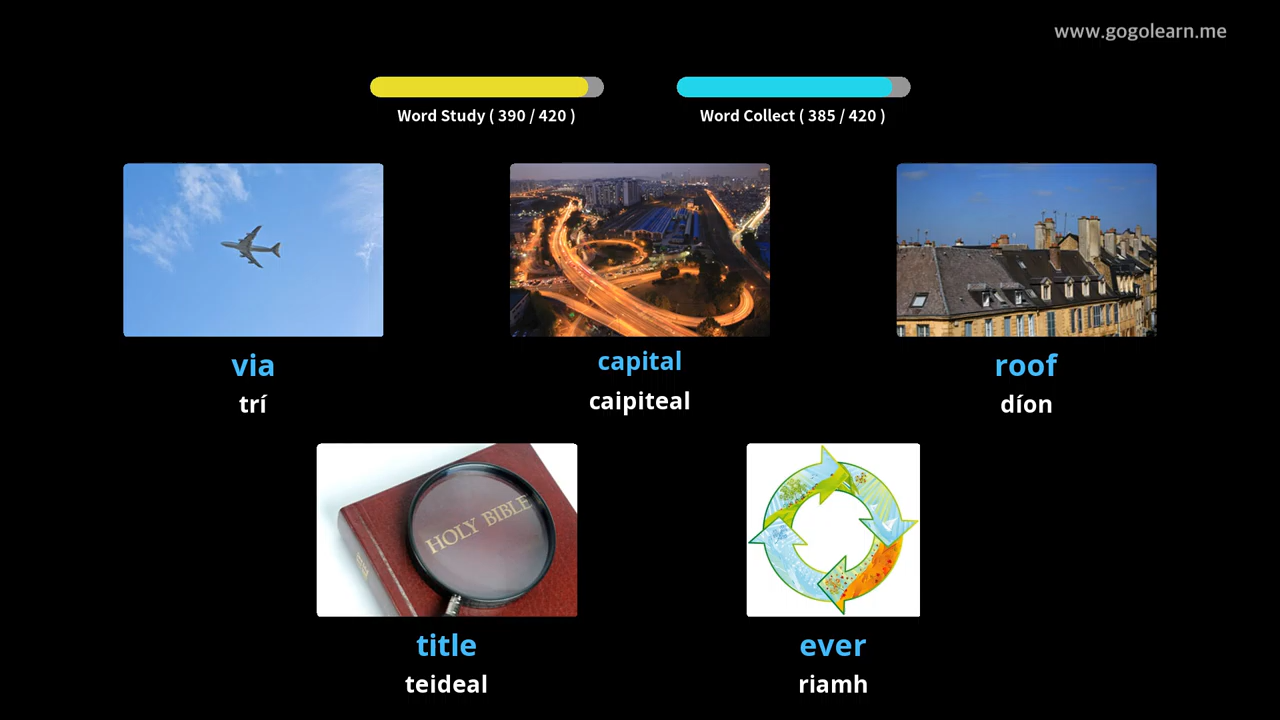 www.gogolearn.me
Word Study ( 390 / 420 )
Word Collect ( 385 / 420 )
via
capital
roof
trí
caipiteal
díon
HOLY BIBLE
title
ever
teideal
riamh